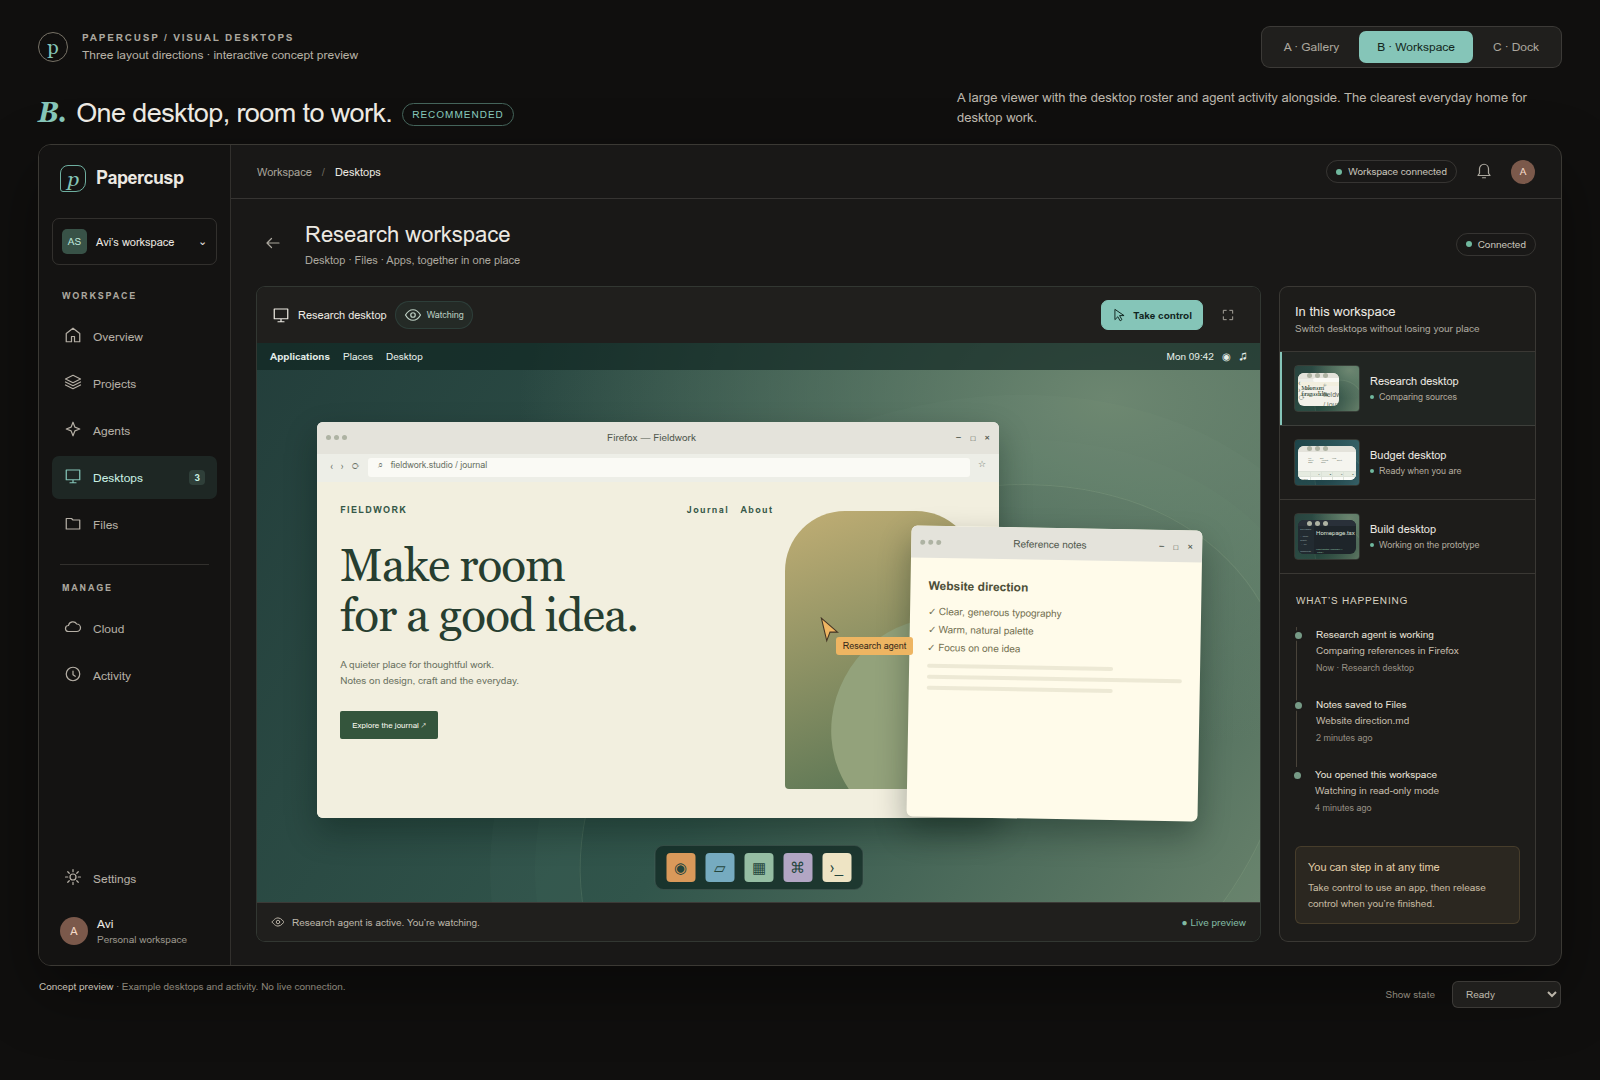 p
PAPERCUSP / VISUAL DESKTOPS
Three layout directions · interactive concept preview
A · Gallery
B · Workspace
C · Dock
B. One desktop, room to work.
RECOMMENDED
A large viewer with the desktop roster and agent activity alongside. The clearest everyday home for
desktop work.
p Papercusp
AS Avi's workspace
WORKSPACE
Overview
Projects
Agents
Desktops 3
Files
MANAGE
Cloud
Activity
Settings
A
Avi
Personal workspace
Workspace / Desktops
Workspace connected
A
Research workspace
Desktop · Files · Apps, together in one place
Connected
Research desktop
Watching
Take control
Applications Places Desktop
Mon 09:42
Firefox — Fieldwork
fieldwork.studio / journal
FIELDWORK
Journal About
Make room
for a good idea.
A quieter place for thoughtful work.
Notes on design, craft and the everyday.
Explore the journal ↗
Research agent
Reference notes
Website direction
✓ Clear, generous typography
✓ Warm, natural palette
✓ Focus on one idea
Research agent is active. You're watching.
● Live preview
In this workspace
Switch desktops without losing your place
Research desktop
Comparing sources
Budget desktop
Ready when you are
Homepage.tsx
Build desktop
Working on the prototype
WHAT'S HAPPENING
Research agent is working
Comparing references in Firefox
Now · Research desktop
Notes saved to Files
Website direction.md
2 minutes ago
You opened this workspace
Watching in read-only mode
4 minutes ago
You can step in at any time
Take control to use an app, then release
control when you're finished.
Concept preview · Example desktops and activity. No live connection.
Show state
Ready